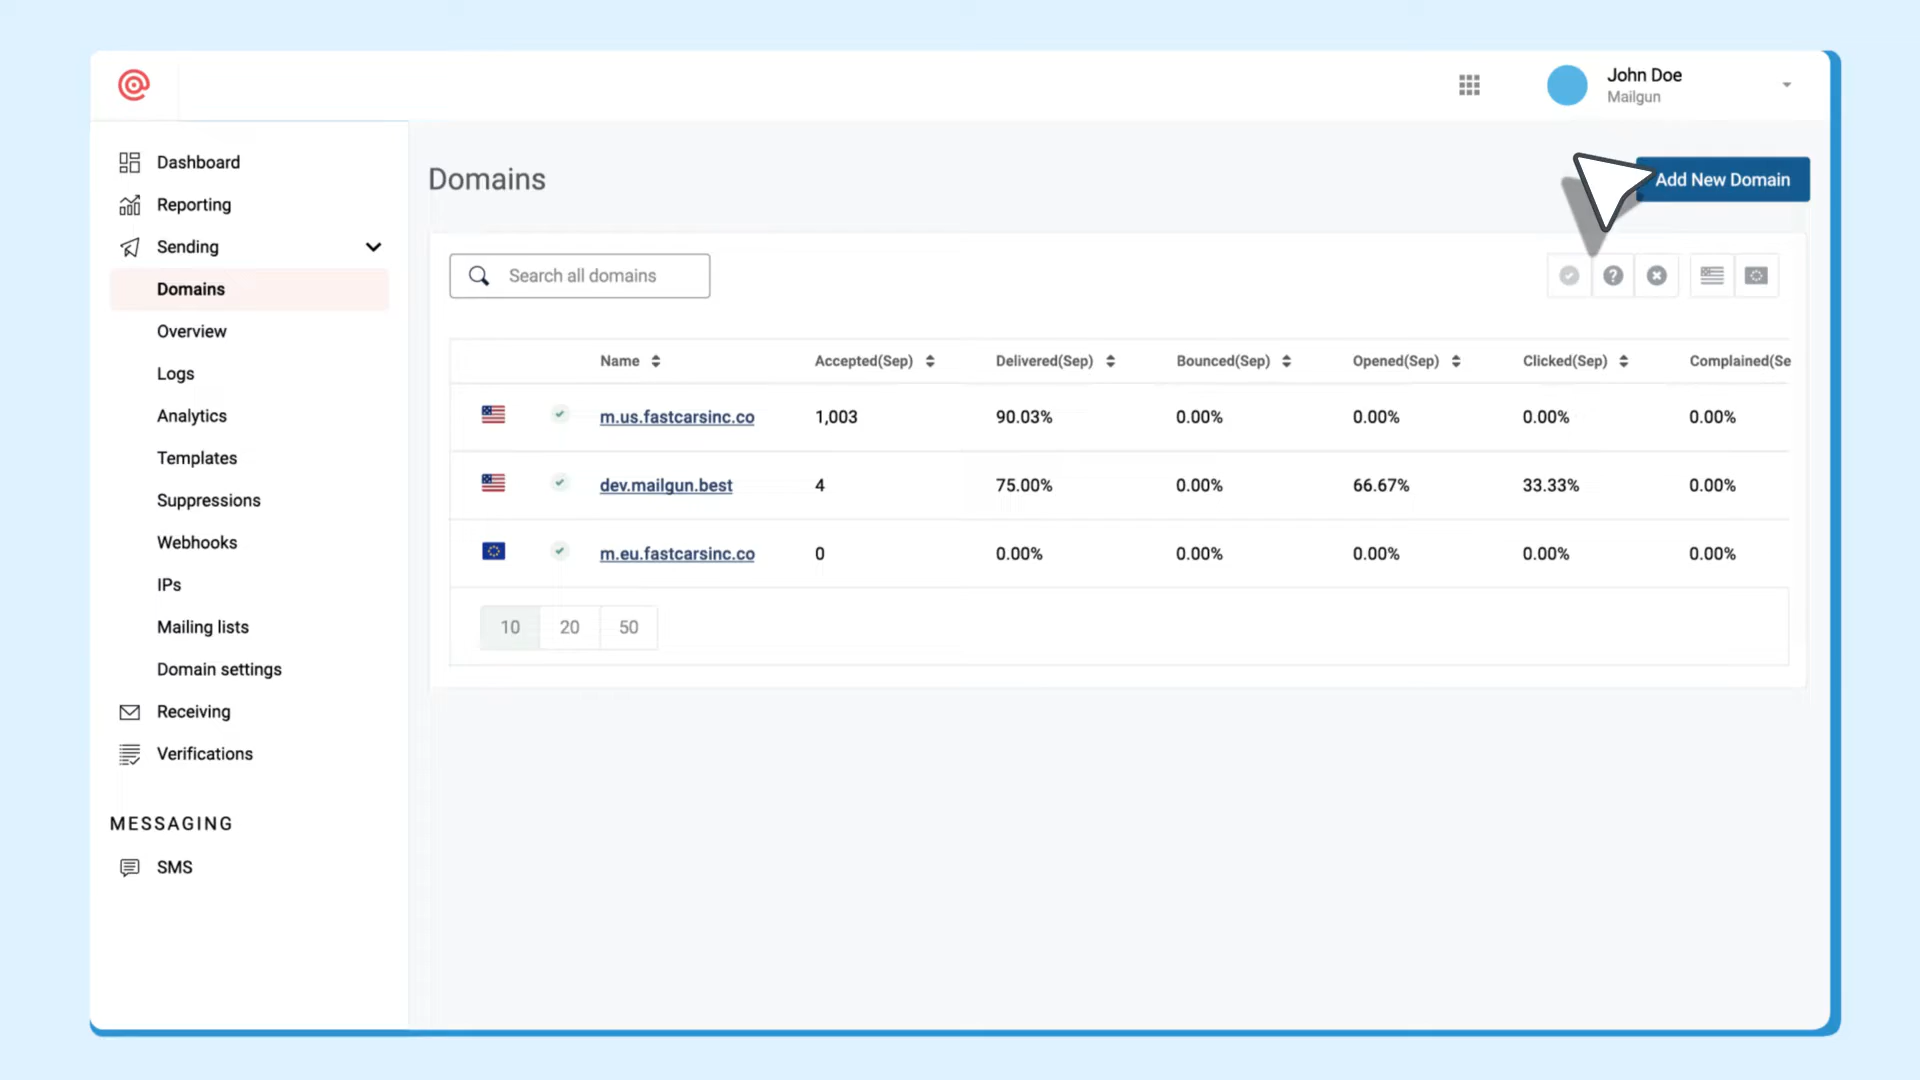 John Doe
Mailgun
Dashboard
Reporting
Sending
Domains
Overview
Logs
Analytics
Templates
Suppressions
Webhooks
IPs
Mailing lists
Domain settings
Receiving
Verifications
MESSAGING
SMS
Domains
Add New Domain
Search all domains
Name Accepted(Sep) Delivered(Sep) Bounced(Sep) Opened(Sep) Clicked(Sep) Complained(Se
m.us.fastcarsinc.co 1,003 90.03% 0.00% 0.00% 0.00% 0.00%
dev.mailgun.best 4 75.00% 0.00% 66.67% 33.33% 0.00%
m.eu.fastcarsinc.co 0 0.00% 0.00% 0.00% 0.00% 0.00%
10 20 50